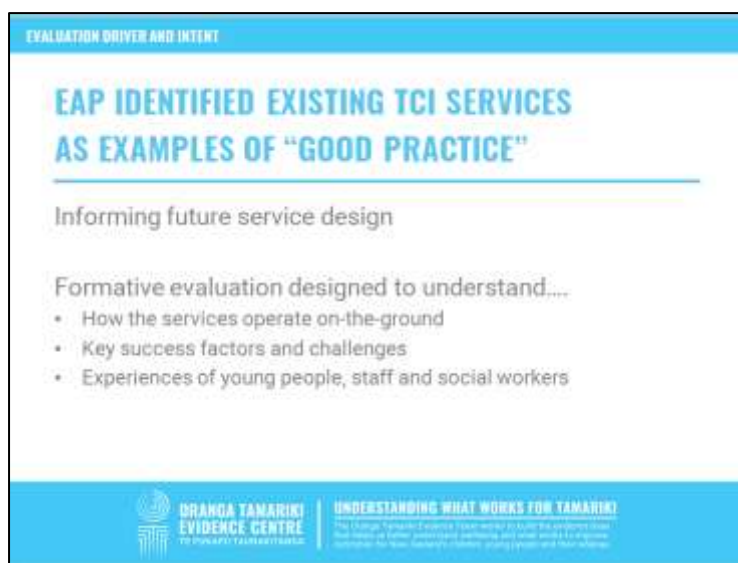 EVALUATION DRIVER AND INTENT
EAP IDENTIFIED EXISTING TCI SERVICES
AS EXAMPLES OF “GOOD PRACTICE”
Informing future service design
Formative evaluation designed to understand....
• How the services operate on-the-ground
• Key success factors and challenges
• Experiences of young people, staff and social workers
ORANGA TAMARIKI
EVIDENCE CENTRE
UNDERSTANDING WHAT WORKS FOR TAMARIKI